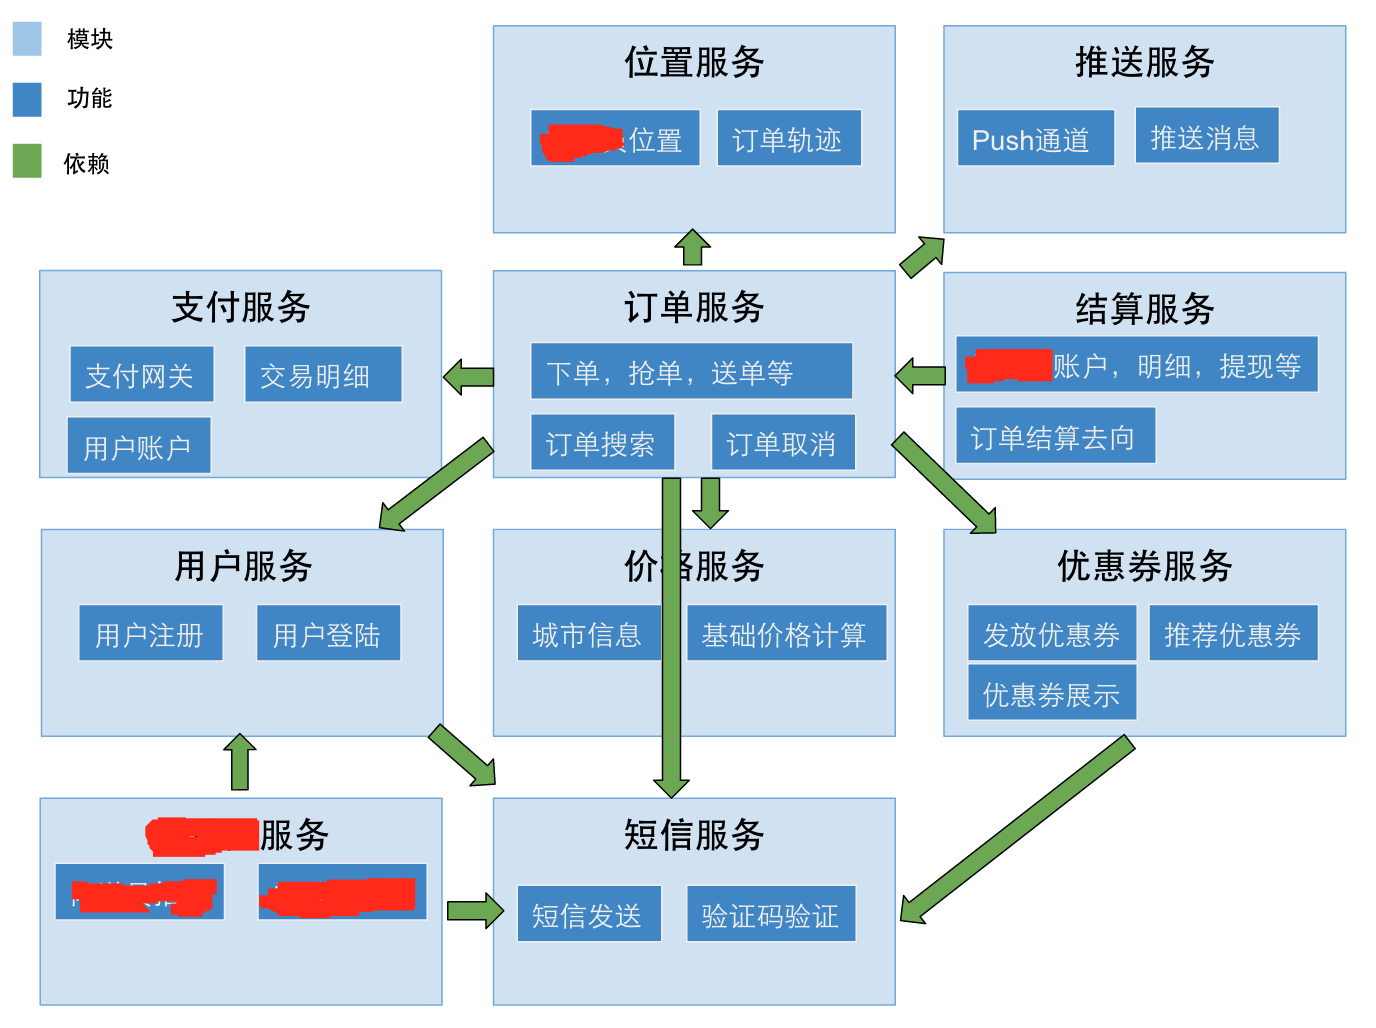 模块
功能
依赖
位置服务
位置
订单轨迹
推送服务
Push通道
推送消息
支付服务
支付网关
交易明细
用户账户
订单服务
下单，抢单，送单等
订单搜索
订单取消
结算服务
账户，明细，提现等
订单结算去向
用户服务
用户注册
用户登陆
价格服务
城市信息
基础价格计算
优惠券服务
发放优惠券
推荐优惠券
优惠券展示
服务
短信服务
短信发送
验证码验证